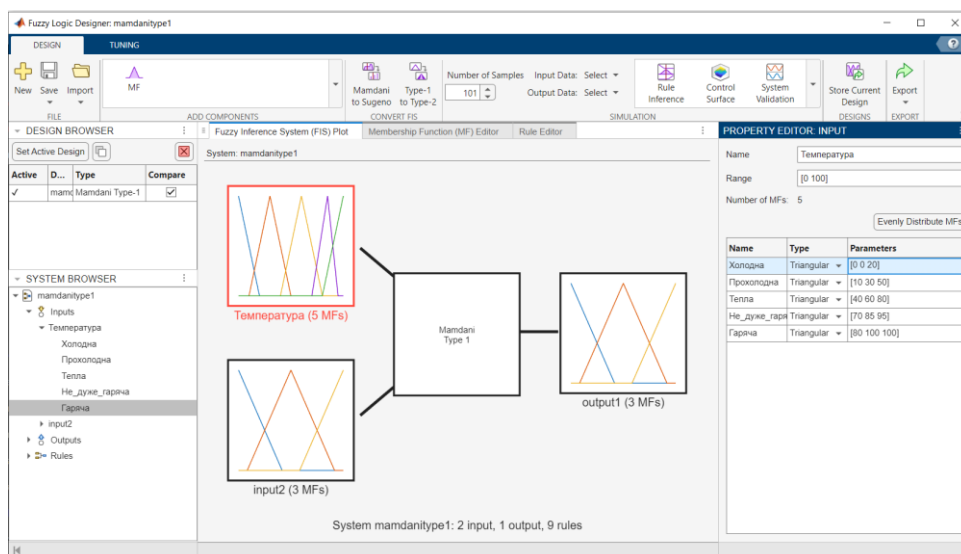 Fuzzy Logic Designer: mamdanitype1
DESIGN TUNING
New Save Import
MF
Mamdani to Sugeno
Type-1 to Type-2
Number of Samples 101
Input Data: Select
Output Data: Select
Rule Inference
Control Surface
System Validation
Store Current Design
Export
FILE ADD COMPONENTS CONVERT FIS SIMULATION DESIGNS EXPORT
DESIGN BROWSER
Set Active Design
Active D... Type Compare
mamc Mamdani Type-1
SYSTEM BROWSER
mamdanitype1
Inputs
Температура
Холодна
Прохолодна
Тепла
Не_дуже_гаряча
Гаряча
input2
Outputs
Rules
Fuzzy Inference System (FIS) Plot Membership Function (MF) Editor Rule Editor
System: mamdanitype1
Температура (5 MFs)
Mamdani
Type 1
output1 (3 MFs)
input2 (3 MFs)
System mamdanitype1: 2 input, 1 output, 9 rules
PROPERTY EDITOR: INPUT
Name Температура
Range [0 100]
Number of MFs: 5
Evenly Distribute MFs
Name Type Parameters
Холодна Triangular [0 0 20]
Прохолодна Triangular [10 30 50]
Тепла Triangular [40 60 80]
Не_дуже_гаря Triangular [70 85 95]
Гаряча Triangular [80 100 100]